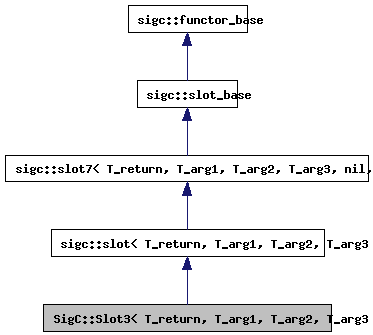 sigc::functor_base
sigc::slot_base
sigc::slot7< T_return, T_arg1, T_arg2, T_arg3, nil,
sigc::slot< T_return, T_arg1, T_arg2, T_arg3
SigC::Slot3< T_return, T_arg1, T_arg2, T_arg3